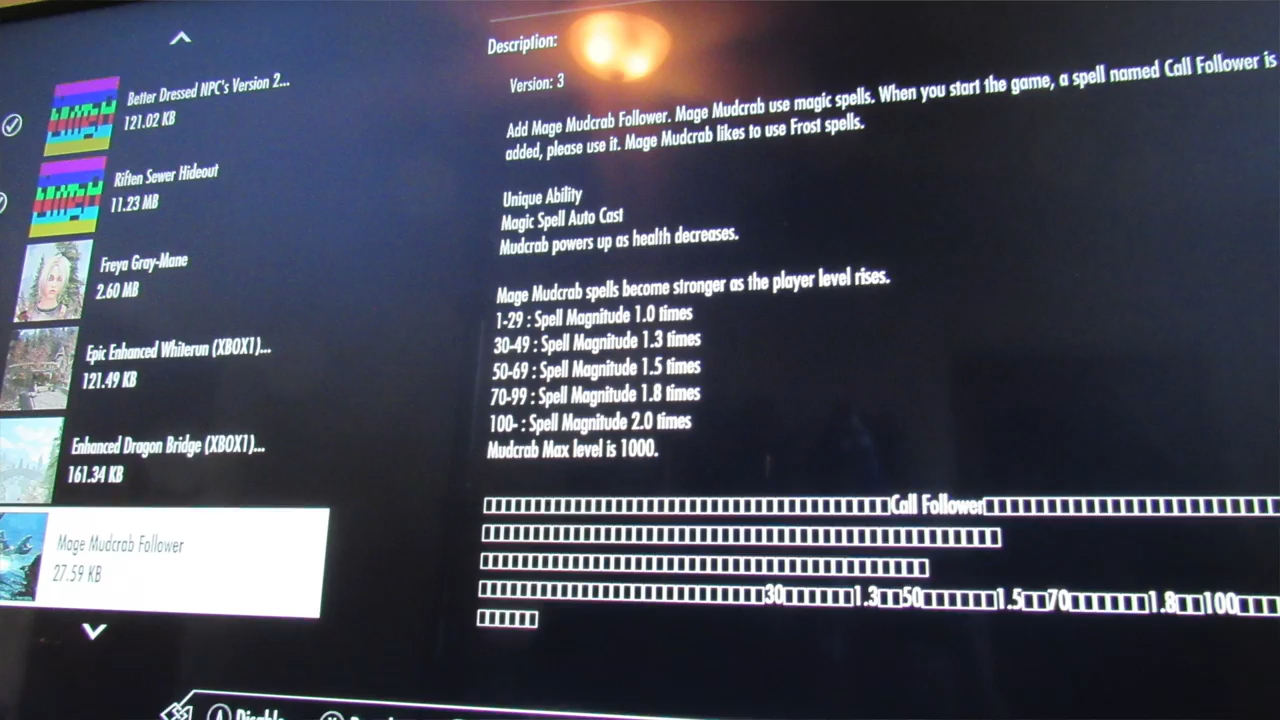 Better Dressed NPC's Version 2...
121.02 KB
Riften Sewer Hideout
11.23 MB
Freya Gray-Mane
2.60 MB
Epic Enhanced Whiterun (XBOX1)...
121.49 KB
Enhanced Dragon Bridge (XBOX1)...
161.34 KB
Mage Mudcrab Follower
27.59 KB
Description:
Version: 3
Add Mage Mudcrab Follower. Mage Mudcrab use magic spells. When you start the game, a spell named Call Follower is
added, please use it. Mage Mudcrab likes to use Frost spells.
Unique Ability
Magic Spell Auto Cast
Mudcrab powers up as health decreases.
Mage Mudcrab spells become stronger as the player level rises.
1-29 : Spell Magnitude 1.0 times
30-49 : Spell Magnitude 1.3 times
50-69 : Spell Magnitude 1.5 times
70-99 : Spell Magnitude 1.8 times
100- : Spell Magnitude 2.0 times
Mudcrab Max level is 1000.
Call Follower
30 1.3 50 1.5 70 1.8 100
A